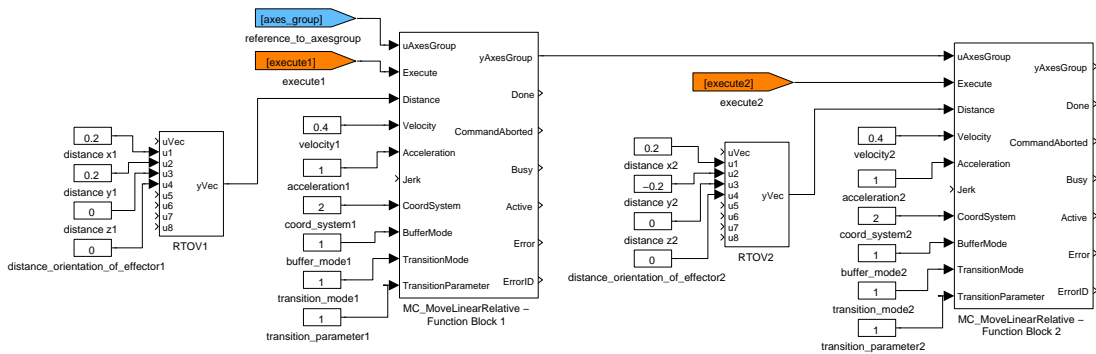 [axes_group]
reference_to_axesgroup
[execute1]
execute1
0.2
distance x1
0.2
distance y1
0
distance z1
0
distance_orientation_of_effector1
uVec
u1
u2
u3
u4
u5
u6
u7
u8
yVec
RTOV1
0.4
velocity1
1
acceleration1
2
coord_system1
1
buffer_mode1
1
transition_mode1
1
transition_parameter1
uAxesGroup
Execute
Distance
Velocity
Acceleration
Jerk
CoordSystem
BufferMode
TransitionMode
TransitionParameter
yAxesGroup
Done
CommandAborted
Busy
Active
Error
ErrorID
MC_MoveLinearRelative −
Function Block 1
[execute2]
execute2
0.2
distance x2
−0.2
distance y2
0
distance z2
0
distance_orientation_of_effector2
uVec
u1
u2
u3
u4
u5
u6
u7
u8
yVec
RTOV2
0.4
velocity2
1
acceleration2
2
coord_system2
1
buffer_mode2
1
transition_mode2
1
transition_parameter2
uAxesGroup
Execute
Distance
Velocity
Acceleration
Jerk
CoordSystem
BufferMode
TransitionMode
TransitionParameter
yAxesGroup
Done
CommandAborted
Busy
Active
Error
ErrorID
MC_MoveLinearRelative −
Function Block 2